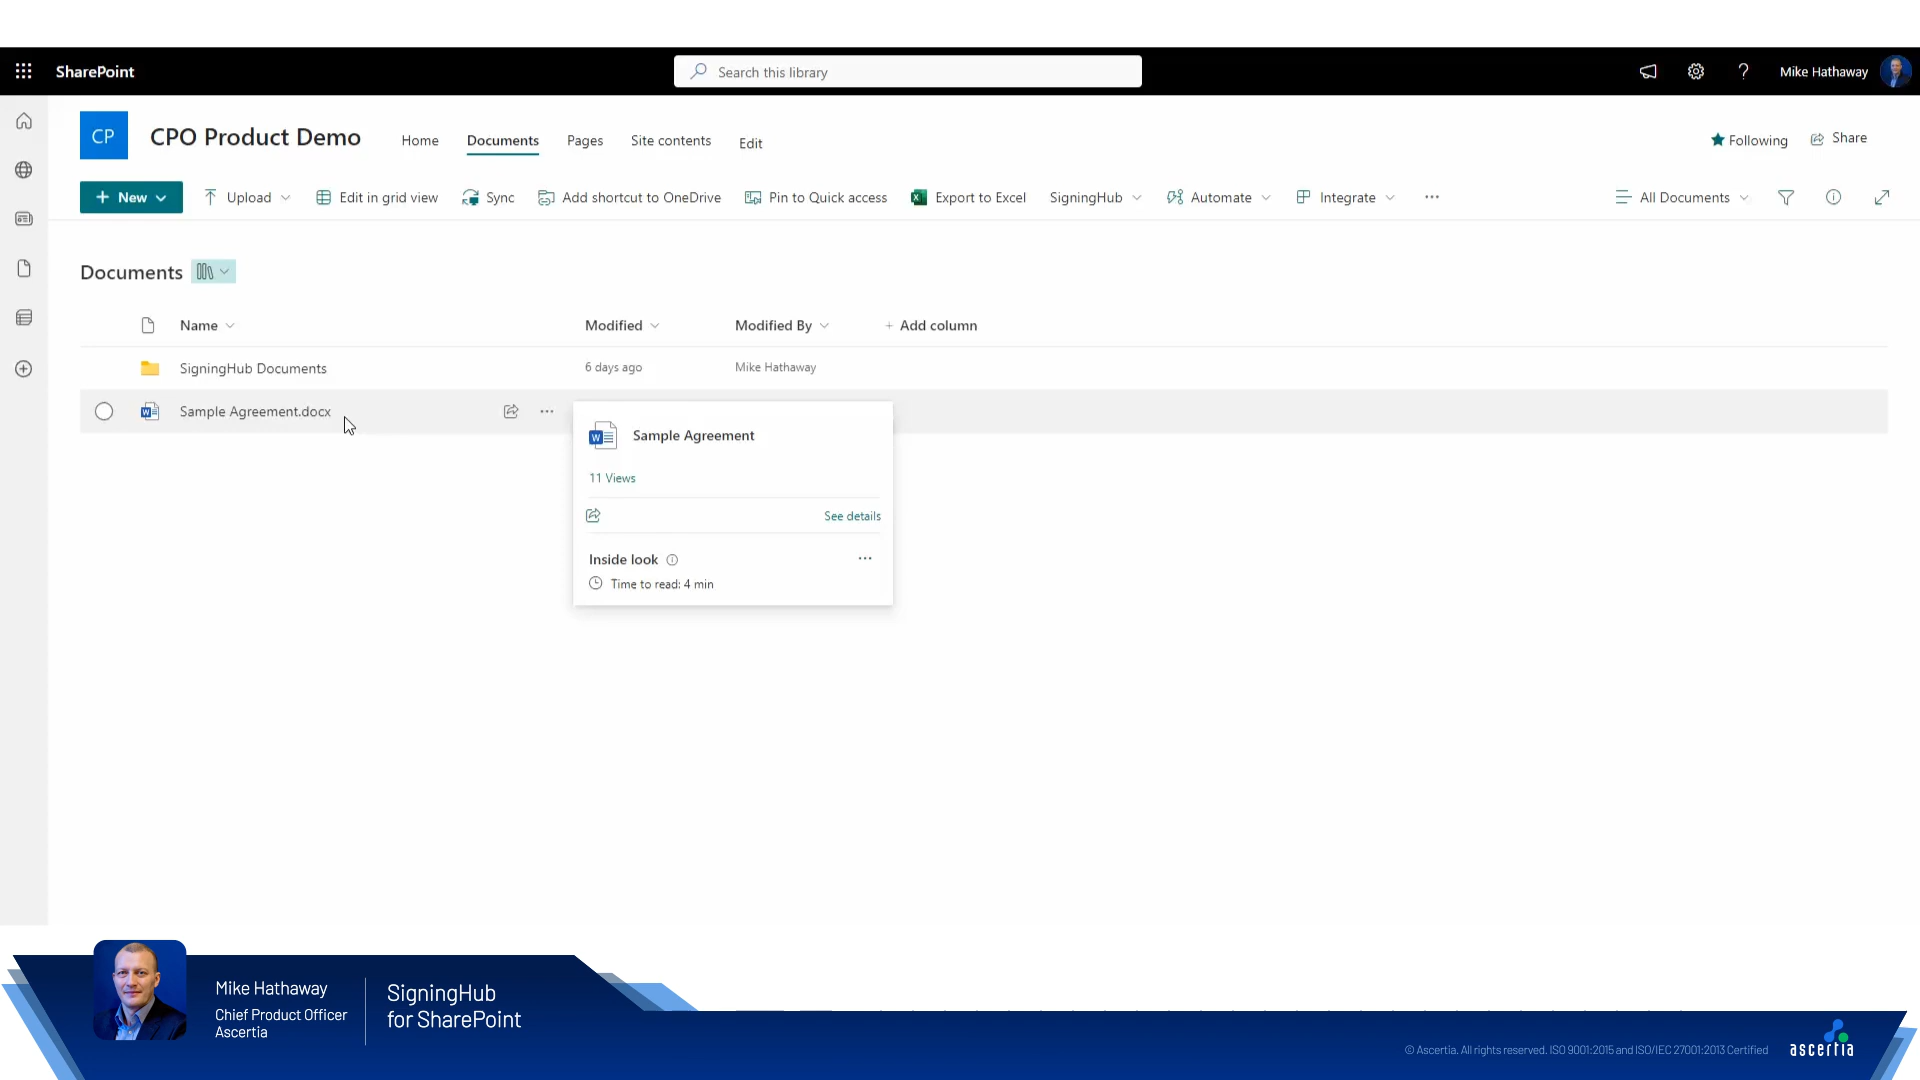 SharePoint
Search this library
Mike Hathaway
CP
CPO Product Demo
Home
Documents
Pages
Site contents
Edit
Following
Share
New
Upload
Edit in grid view
Sync
Add shortcut to OneDrive
Pin to Quick access
Export to Excel
SigningHub
Automate
Integrate
All Documents
Documents
Name
Modified
Modified By
Add column
SigningHub Documents
6 days ago
Mike Hathaway
Sample Agreement.docx
Sample Agreement
11 Views
See details
Inside look
Time to read: 4 min
Mike Hathaway
Chief Product Officer
Ascertia
SigningHub
for SharePoint
© Ascertia. All rights reserved. ISO 9001:2015 and ISO/IEC 27001:2013 Certified
ascertia